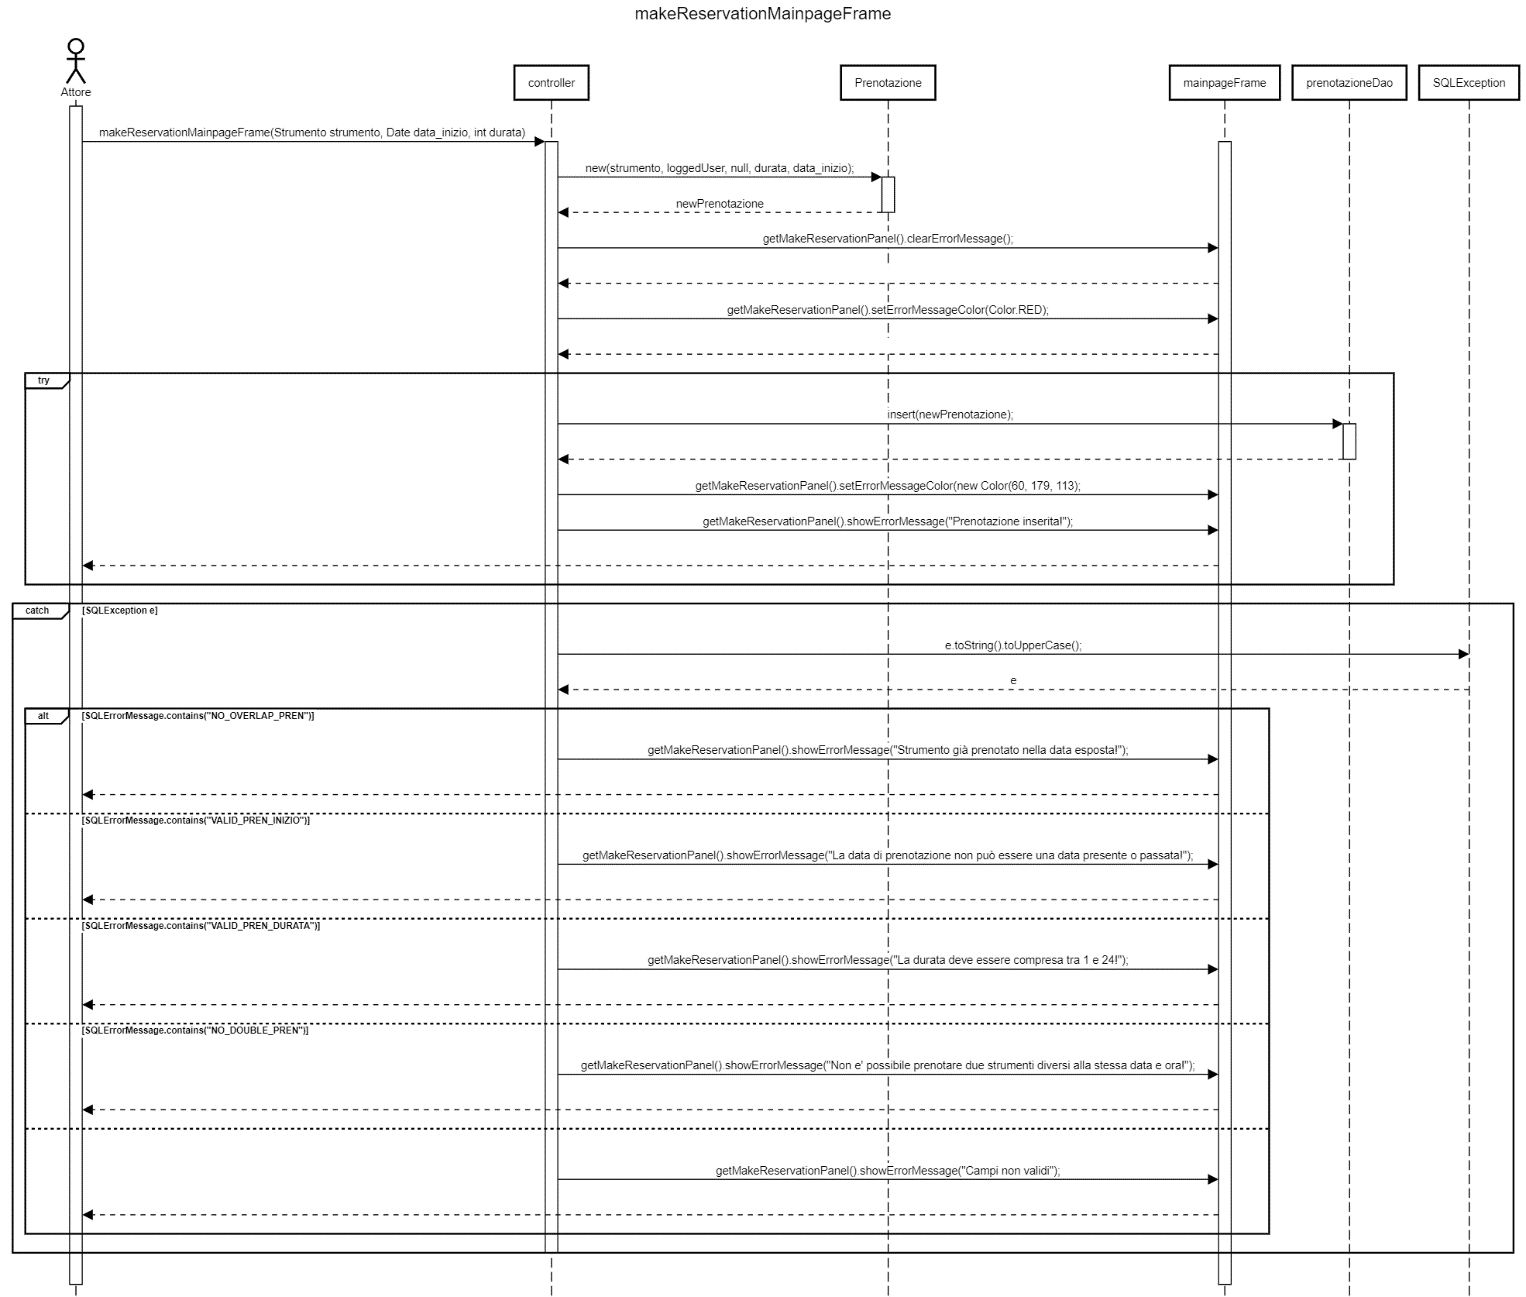 makeReservationMainpageFrame
Attore
controller
Prenotazione
mainpageFrame
prenotazioneDao
SQLException
makeReservationMainpageFrame(Strumento strumento, Date data_inizio, int durata)
new(strumento, loggedUser, null, durata, data_inizio);
newPrenotazione
getMakeReservationPanel().clearErrorMessage();
getMakeReservationPanel().setErrorMessageColor(Color.RED);
try
insert(newPrenotazione);
getMakeReservationPanel().setErrorMessageColor(new Color(60, 179, 113);
getMakeReservationPanel().showErrorMessage("Prenotazione inserita!");
catch
[SQLException e]
e.toString().toUpperCase();
e
alt
[SQLErrorMessage.contains("NO_OVERLAP_PREN")]
getMakeReservationPanel().showErrorMessage("Strumento già prenotato nella data esposta!");
[SQLErrorMessage.contains("VALID_PREN_INIZIO")]
getMakeReservationPanel().showErrorMessage("La data di prenotazione non può essere una data presente o passata!");
[SQLErrorMessage.contains("VALID_PREN_DURATA")]
getMakeReservationPanel().showErrorMessage("La durata deve essere compresa tra 1 e 24!");
[SQLErrorMessage.contains("NO_DOUBLE_PREN")]
getMakeReservationPanel().showErrorMessage("Non e' possibile prenotare due strumenti diversi alla stessa data e ora!");
getMakeReservationPanel().showErrorMessage("Campi non validi");